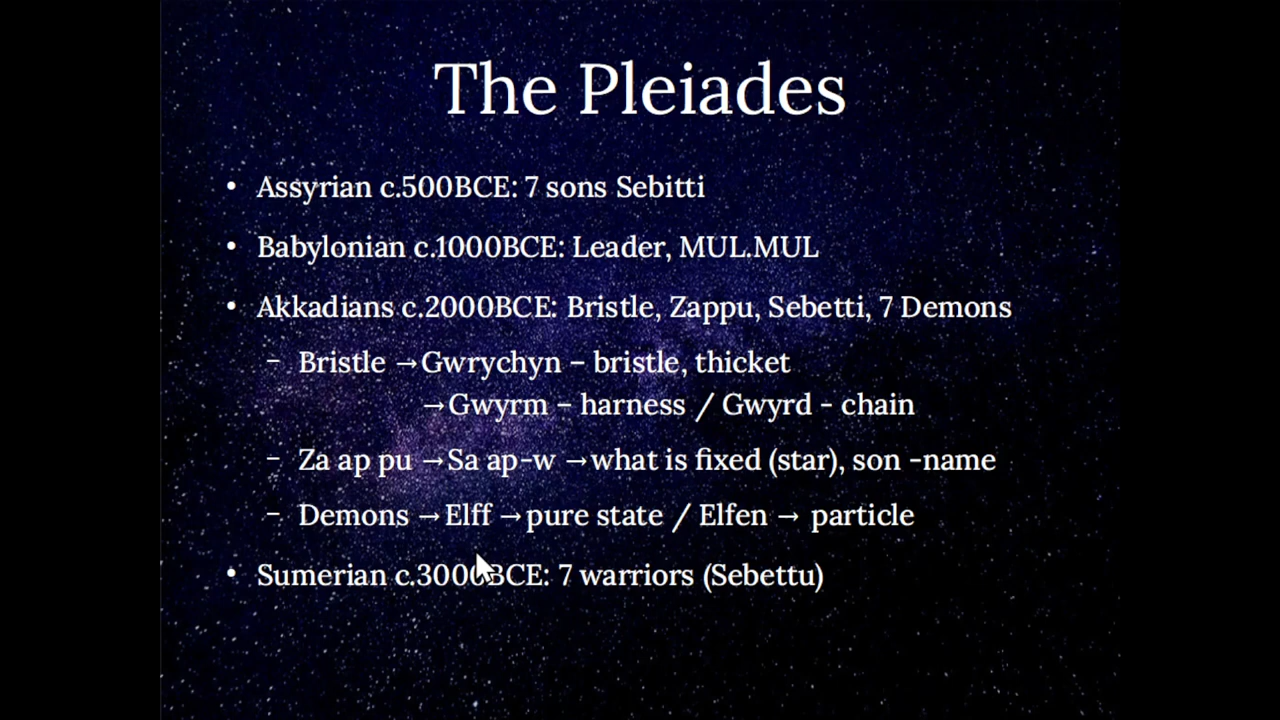 The Pleiades
• Assyrian c.500BCE: 7 sons Sebitti
• Babylonian c.1000BCE: Leader, MUL.MUL
• Akkadians c.2000BCE: Bristle, Zappu, Sebetti, 7 Demons
– Bristle →Gwrychyn – bristle, thicket
→Gwyrm – harness / Gwyrd - chain
– Za ap pu →Sa ap-w →what is fixed (star), son -name
– Demons →Elff →pure state / Elfen → particle
• Sumerian c.3000BCE: 7 warriors (Sebettu)